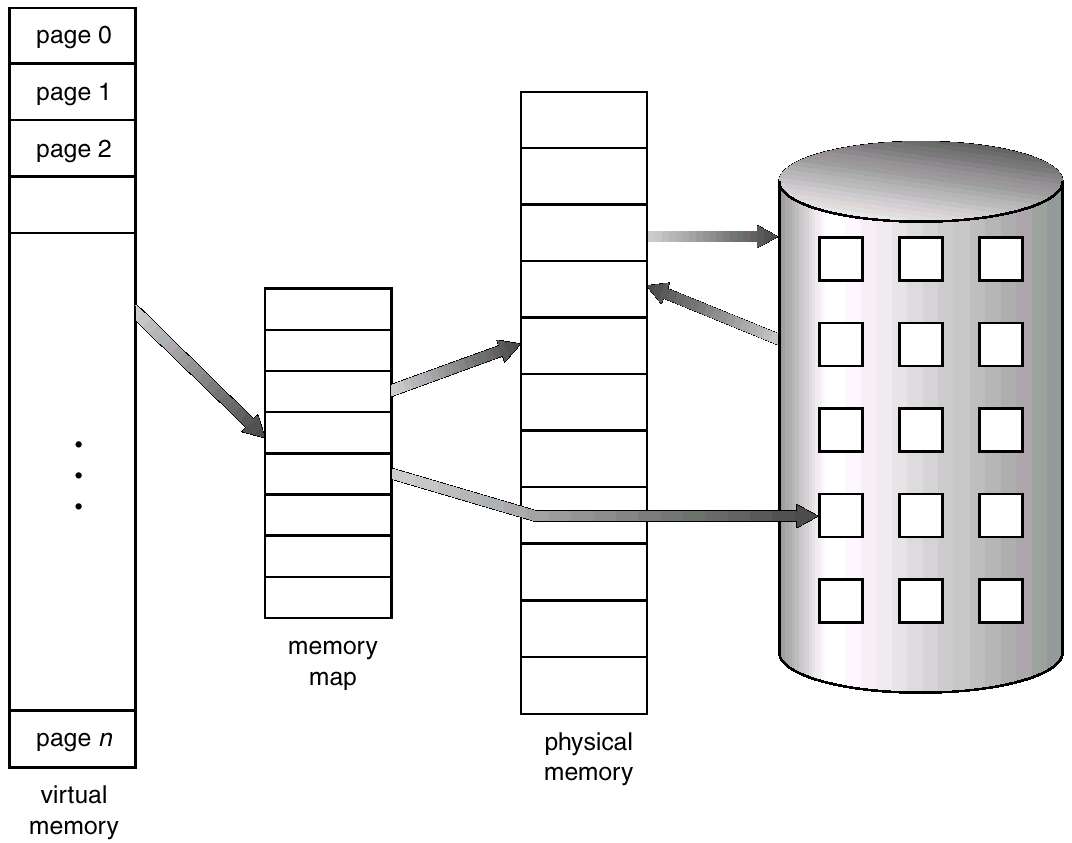 page 0
page 1
page 2
page n
virtual
memory
memory
map
physical
memory